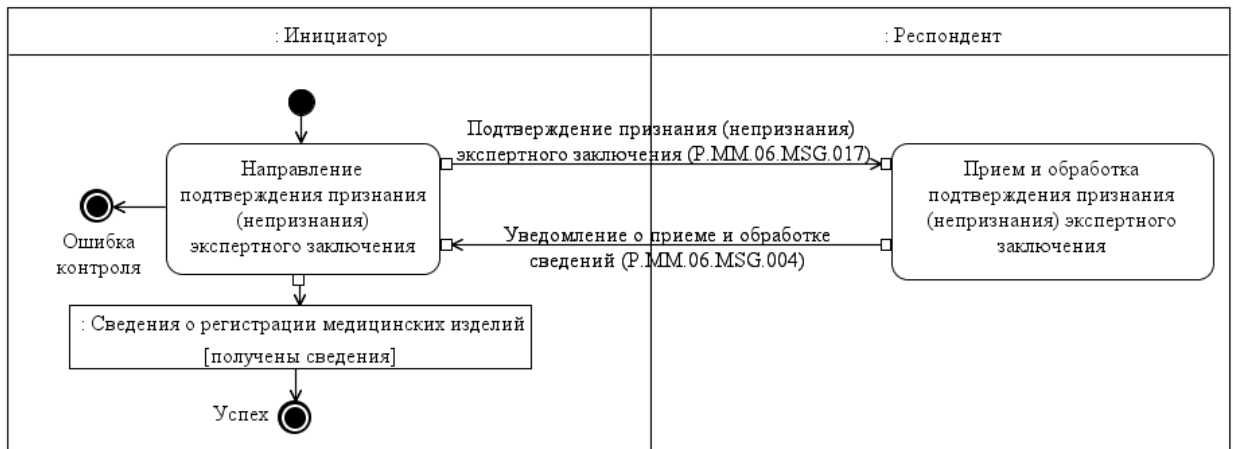 : Инициатор
: Респондент
Подтверждение признания (непризнания)
экспертного заключения (P.MM.06.MSG.017)
Направление
подтверждения признания
(непризнания)
экспертного заключения
Прием и обработка
подтверждения признания
(непризнания) экспертного
заключения
Ошибка
контроля
Уведомление о приеме и обработке
сведений (P.MM.06.MSG.004)
: Сведения о регистрации медицинских изделий
[получены сведения]
Успех